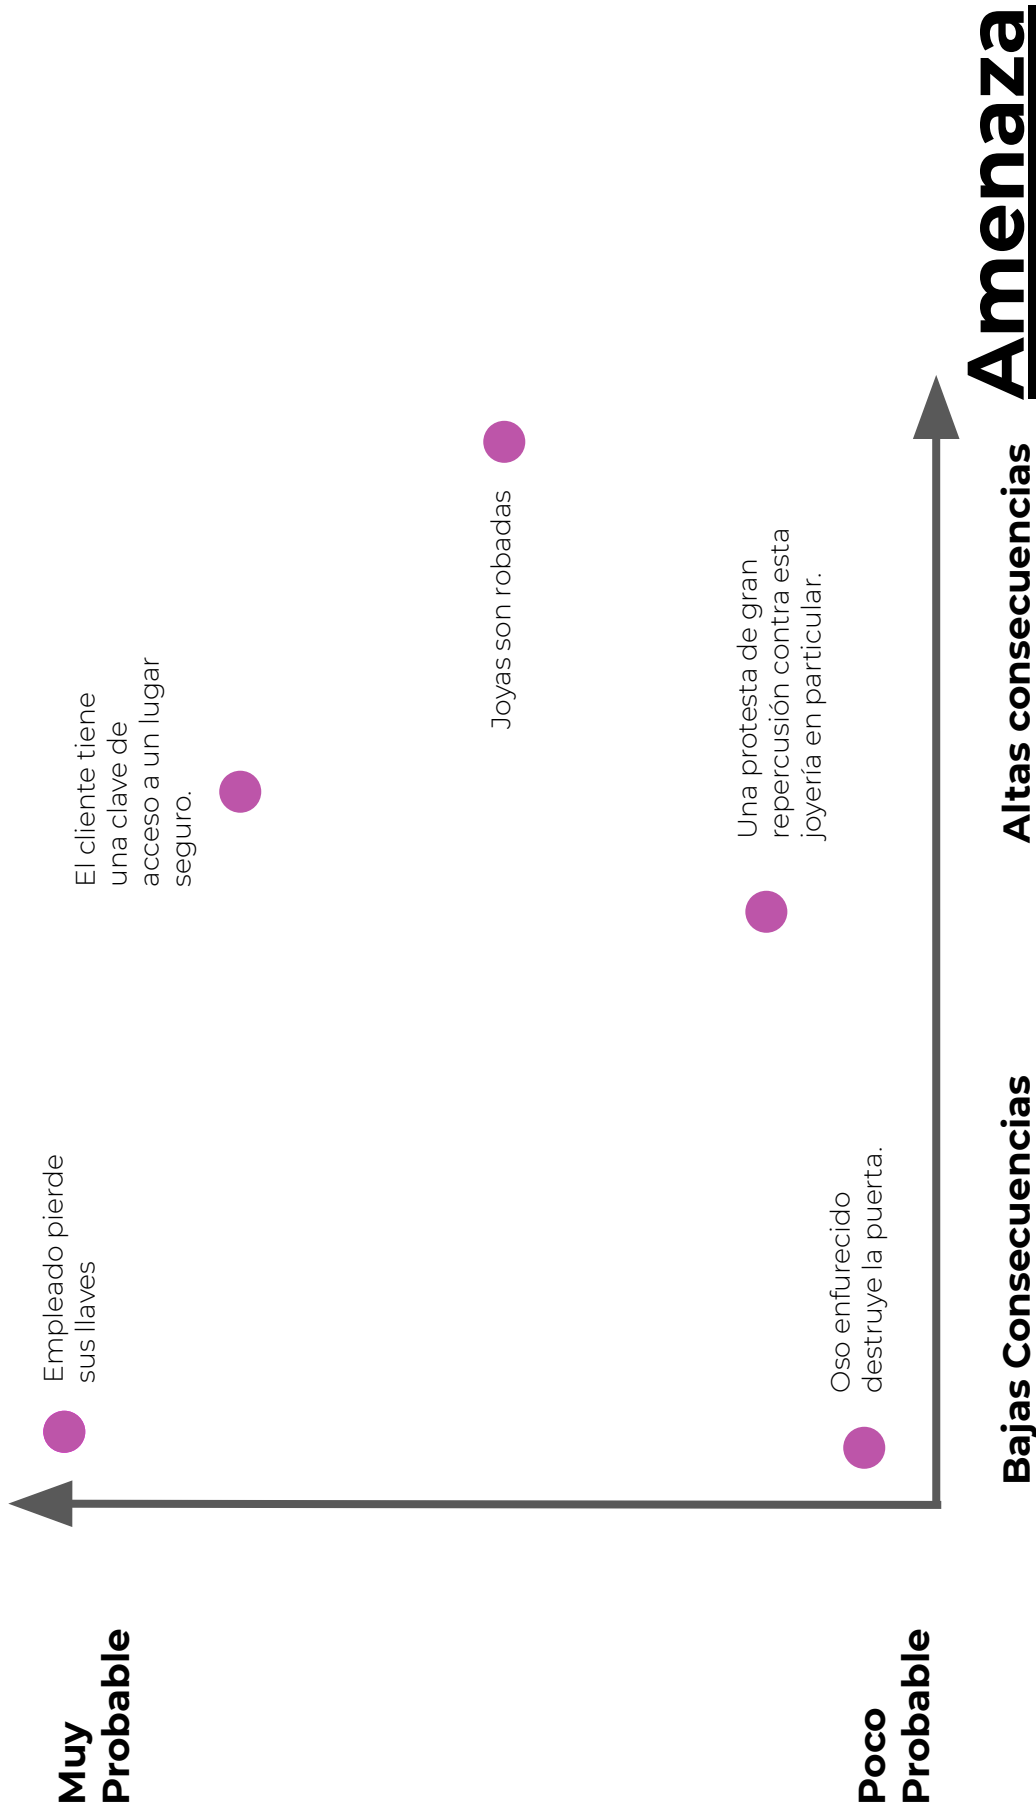 Muy
Probable
Empleado pierde
sus llaves
El cliente tiene
una clave de
acceso a un lugar
seguro.
Joyas son robadas
Una protesta de gran
repercusión contra esta
joyería en particular.
Oso enfurecido
destruye la puerta.
Poco
Probable
Bajas Consecuencias
Altas consecuencias
Amenaza